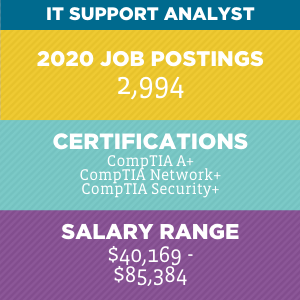 IT SUPPORT ANALYST
2020 JOB POSTINGS
2,994
CERTIFICATIONS
CompTIA A+
CompTIA Network+
CompTIA Security+
SALARY RANGE
$40,169 -
$85,384